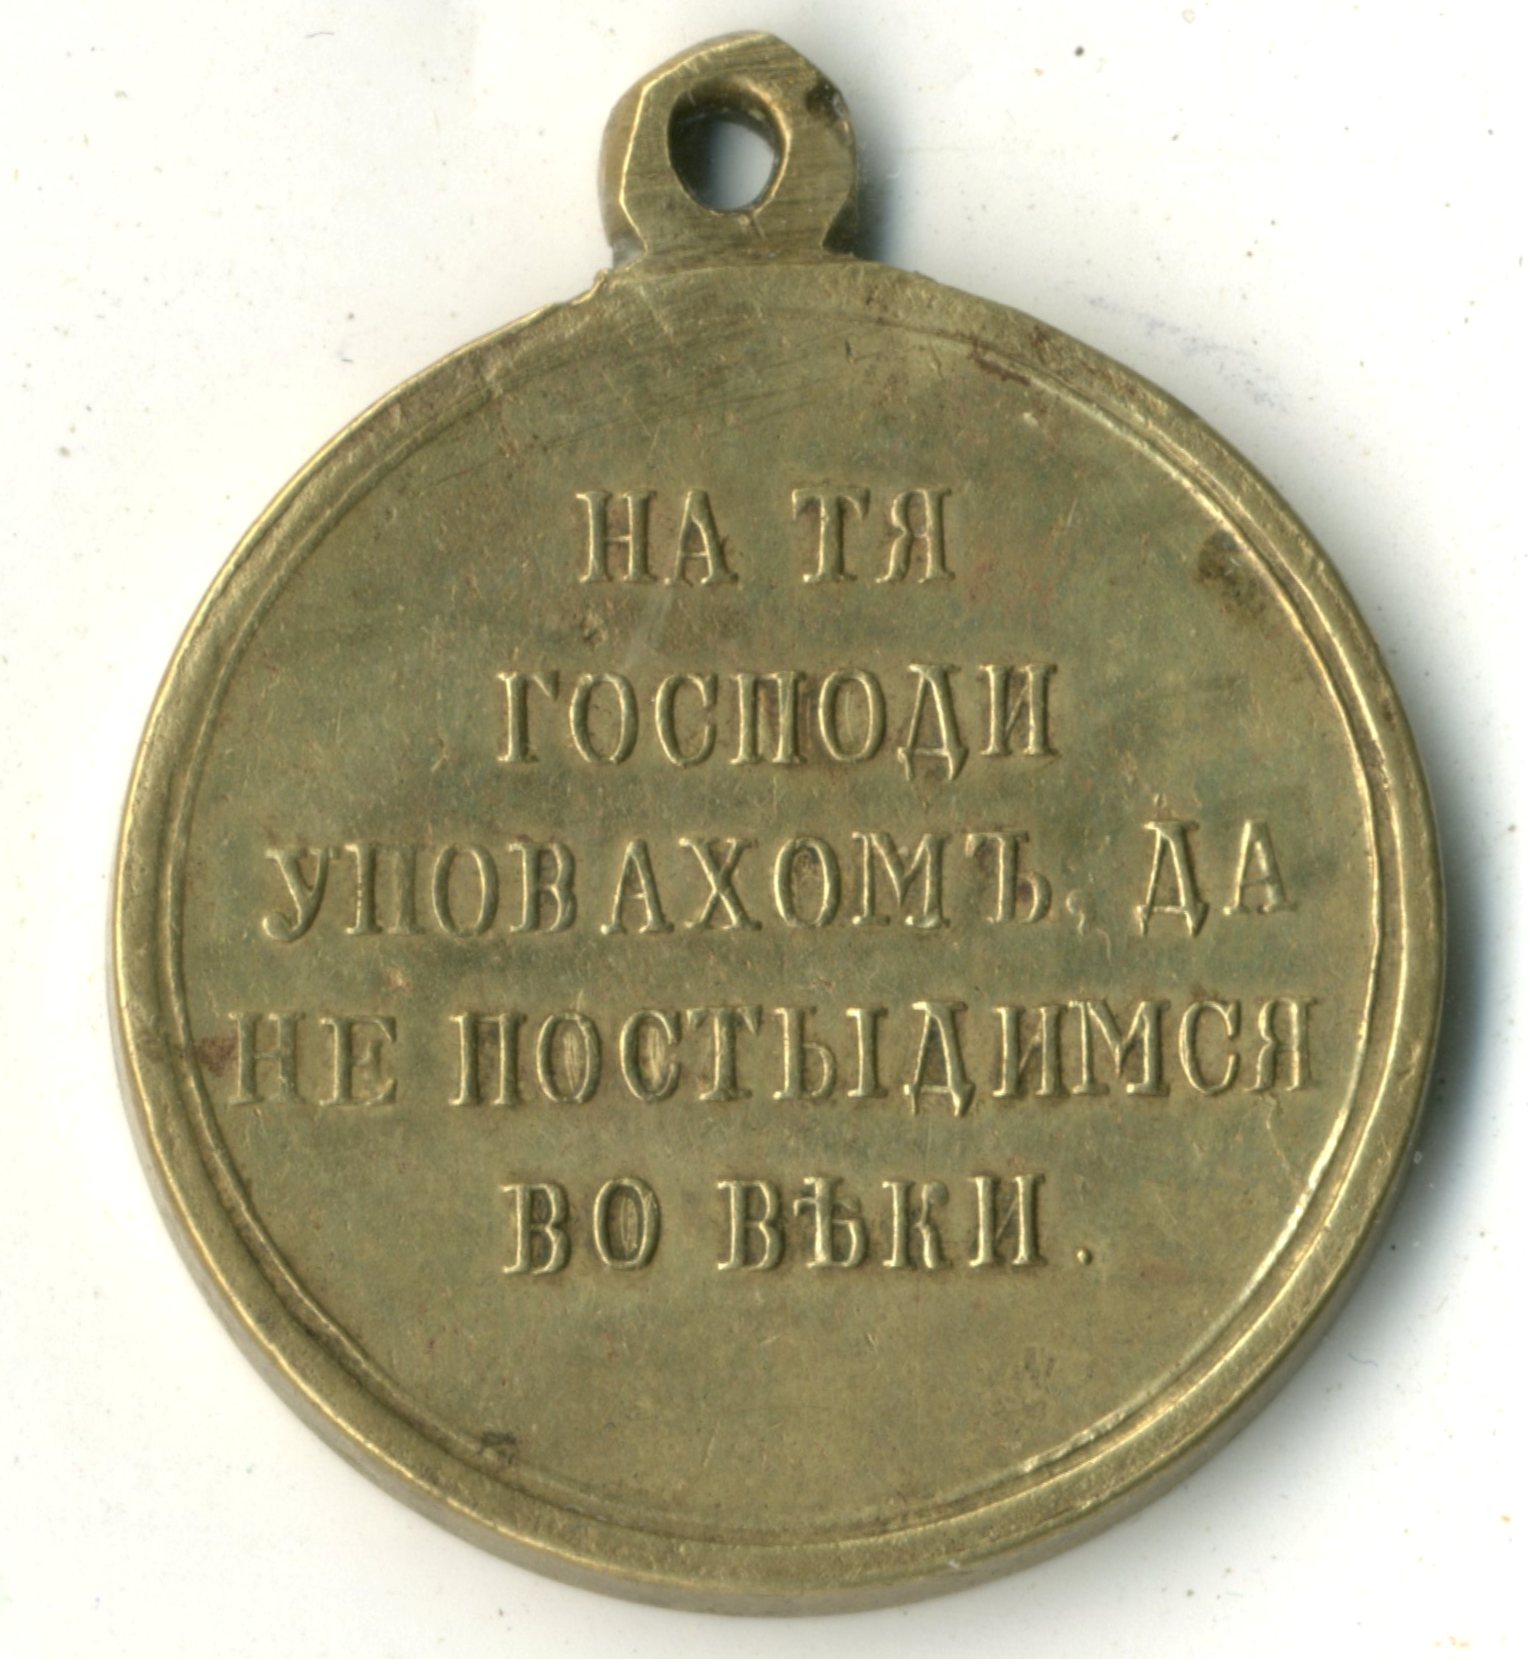 НА ТЯ
ГОСПОДИ
УПОВАХОМЪ, ДА
НЕ ПОСТЫДИМСЯ
ВО ВѢКИ.